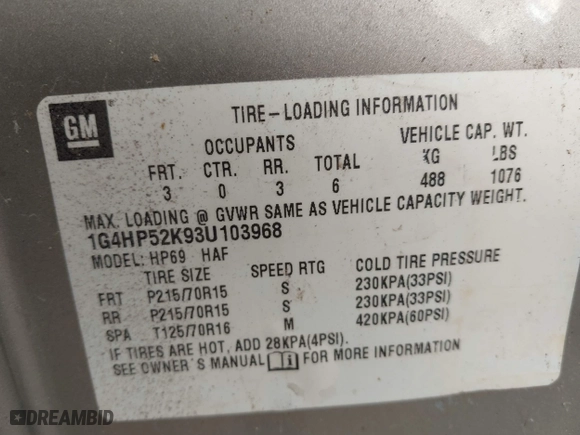 GM
TIRE-LOADING INFORMATION
OCCUPANTS VEHICLE CAP. WT.
FRT. CTR. RR. TOTAL KG LBS
3 0 3 6 488 1076
MAX. LOADING @ GVWR SAME AS VEHICLE CAPACITY WEIGHT.
1G4HP52K93U103968
MODEL: HP69 HAF
TIRE SIZE SPEED RTG COLD TIRE PRESSURE
FRT P215/70R15 S 230KPA(33PSI)
RR P215/70R15 S 230KPA(33PSI)
SPA T125/70R16 M 420KPA(60PSI)
IF TIRES ARE HOT, ADD 28KPA(4PSI).
SEE OWNER'S MANUAL i FOR MORE INFORMATION
DREAMBID